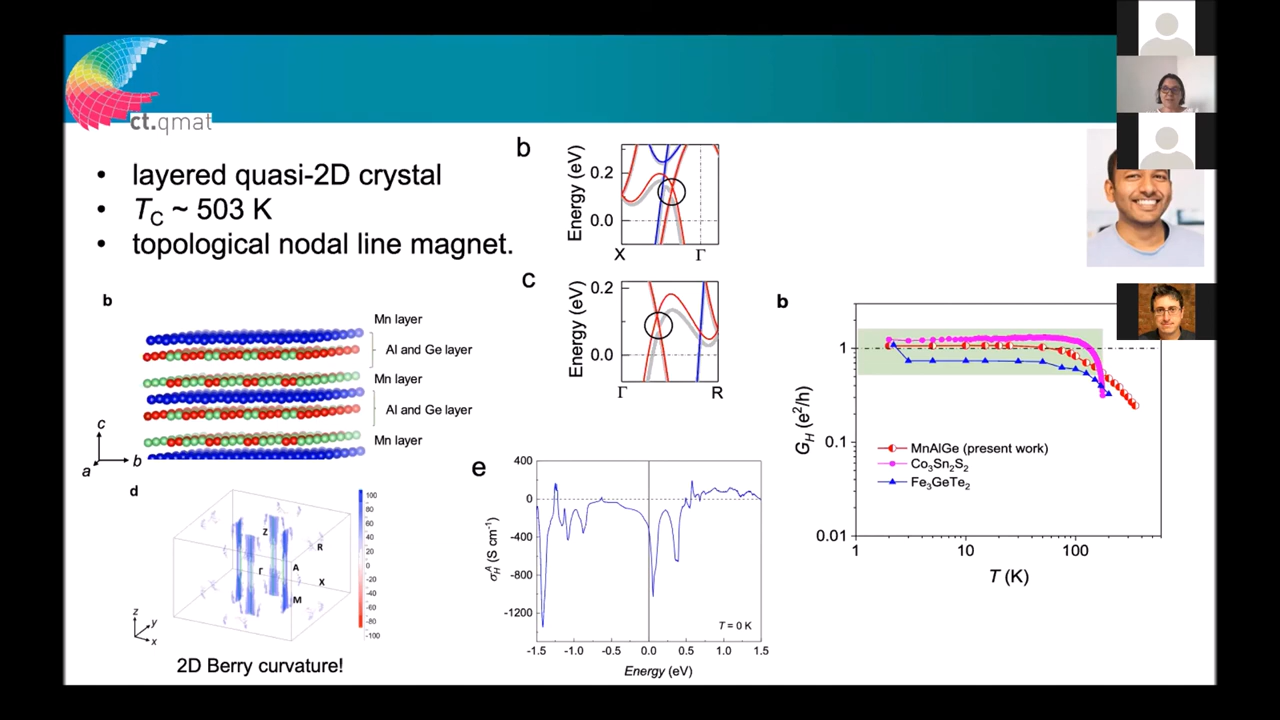 ct.qmat
• layered quasi-2D crystal
• TC ~ 503 K
• topological nodal line magnet.
b
Energy (eV)
0.2
0.0
X
Γ
c
Energy (eV)
0.2
0.0
Γ
R
b
Mn layer
Al and Ge layer
Mn layer
Al and Ge layer
Mn layer
c
a
b
d
Z
R
Γ
A
X
M
z
y
x
100
80
60
40
20
0
-20
-40
-60
-80
-100
2D Berry curvature!
e
σHA (S cm-1)
400
0
-400
-800
-1200
T = 0 K
-1.5
-1.0
-0.5
0.0
0.5
1.0
1.5
Energy (eV)
b
GH (e2/h)
1
0.1
0.01
MnAlGe (present work)
Co3Sn2S2
Fe3GeTe2
1
10
100
T (K)